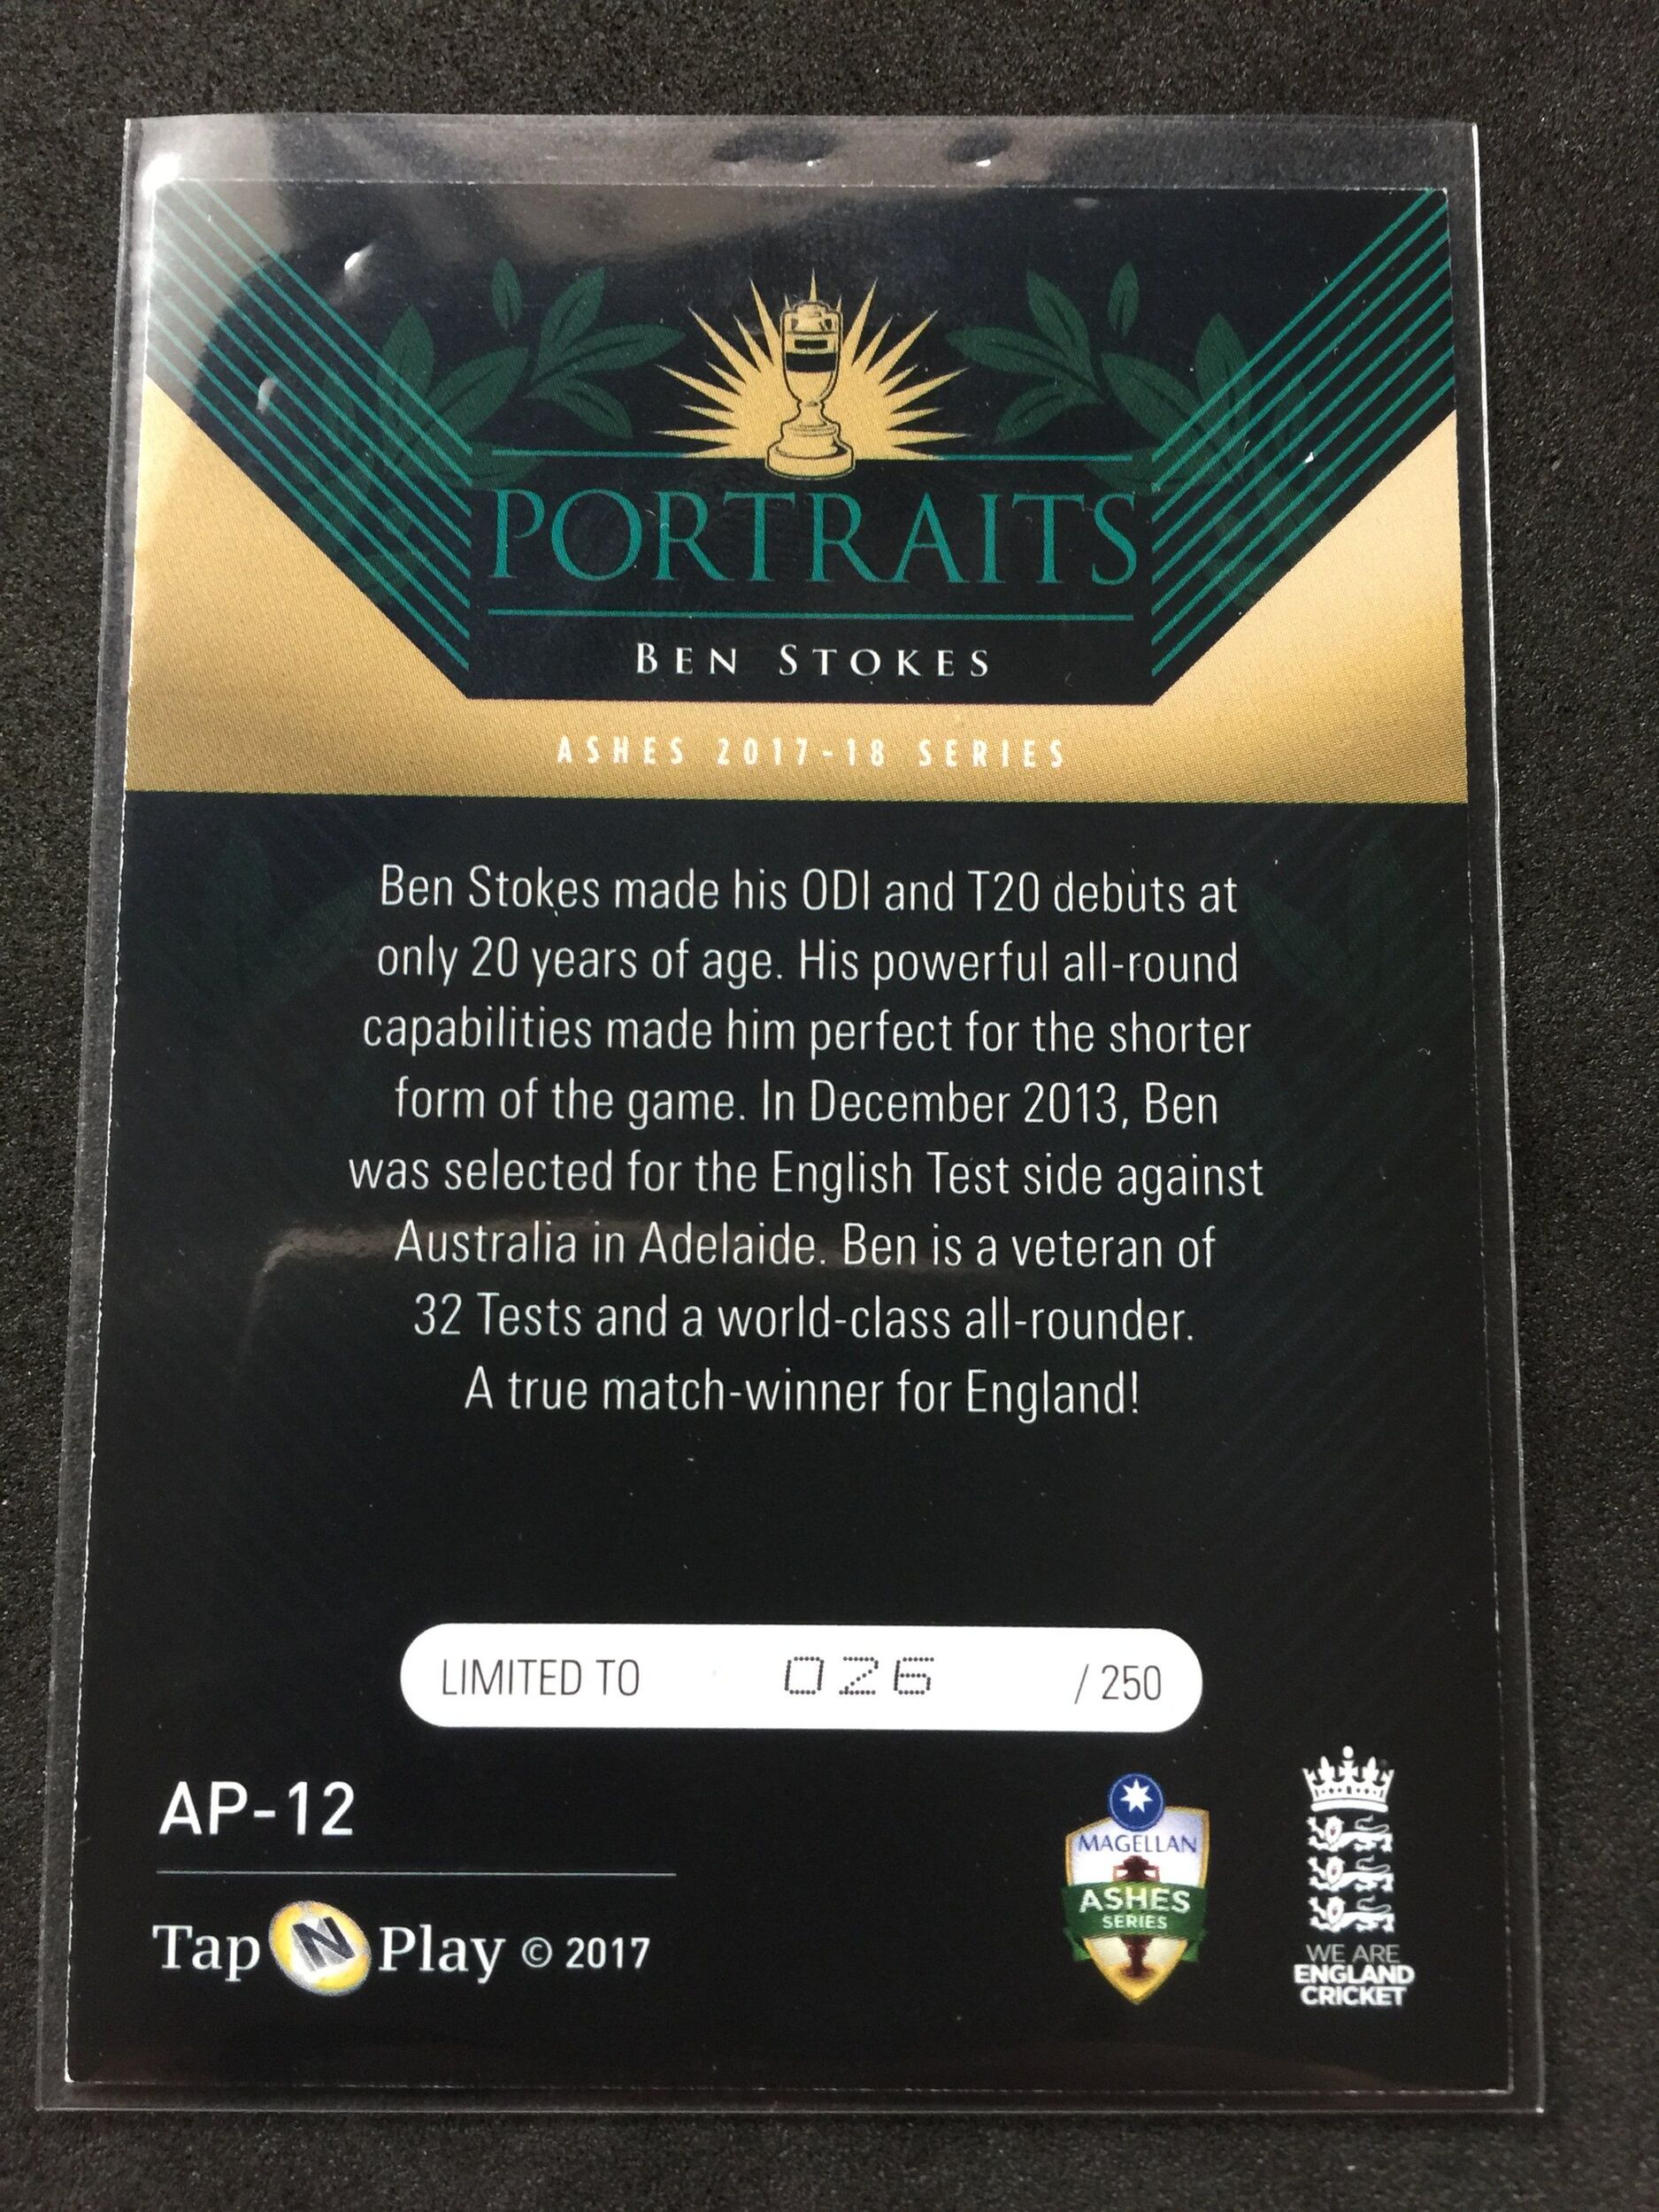 PORTRAITS
BEN STOKES
ASHES 2017-18 SERIES
Ben Stokes made his ODI and T20 debuts at
only 20 years of age. His powerful all-round
capabilities made him perfect for the shorter
form of the game. In December 2013, Ben
was selected for the English Test side against
Australia in Adelaide. Ben is a veteran of
32 Tests and a world-class all-rounder.
A true match-winner for England!
LIMITED TO 026 / 250
AP-12
Tap N Play © 2017
MAGELLAN
ASHES
SERIES
WE ARE
ENGLAND
CRICKET